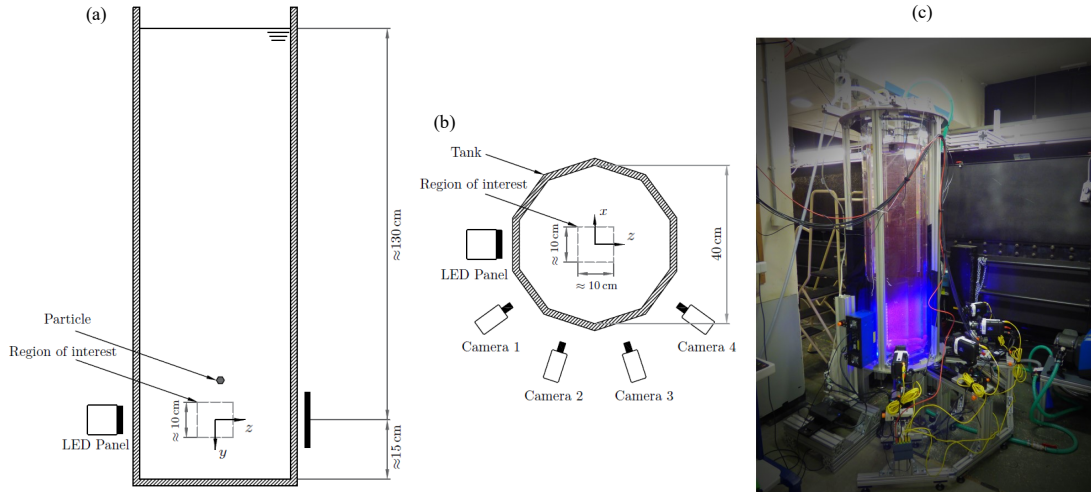 (a)
≈130 cm
Particle
Region of interest
≈ 10 cm
z
y
LED Panel
≈15 cm
(b)
Tank
Region of interest
x
z
≈ 10 cm
≈ 10 cm
40 cm
LED Panel
Camera 1
Camera 2
Camera 3
Camera 4
(c)